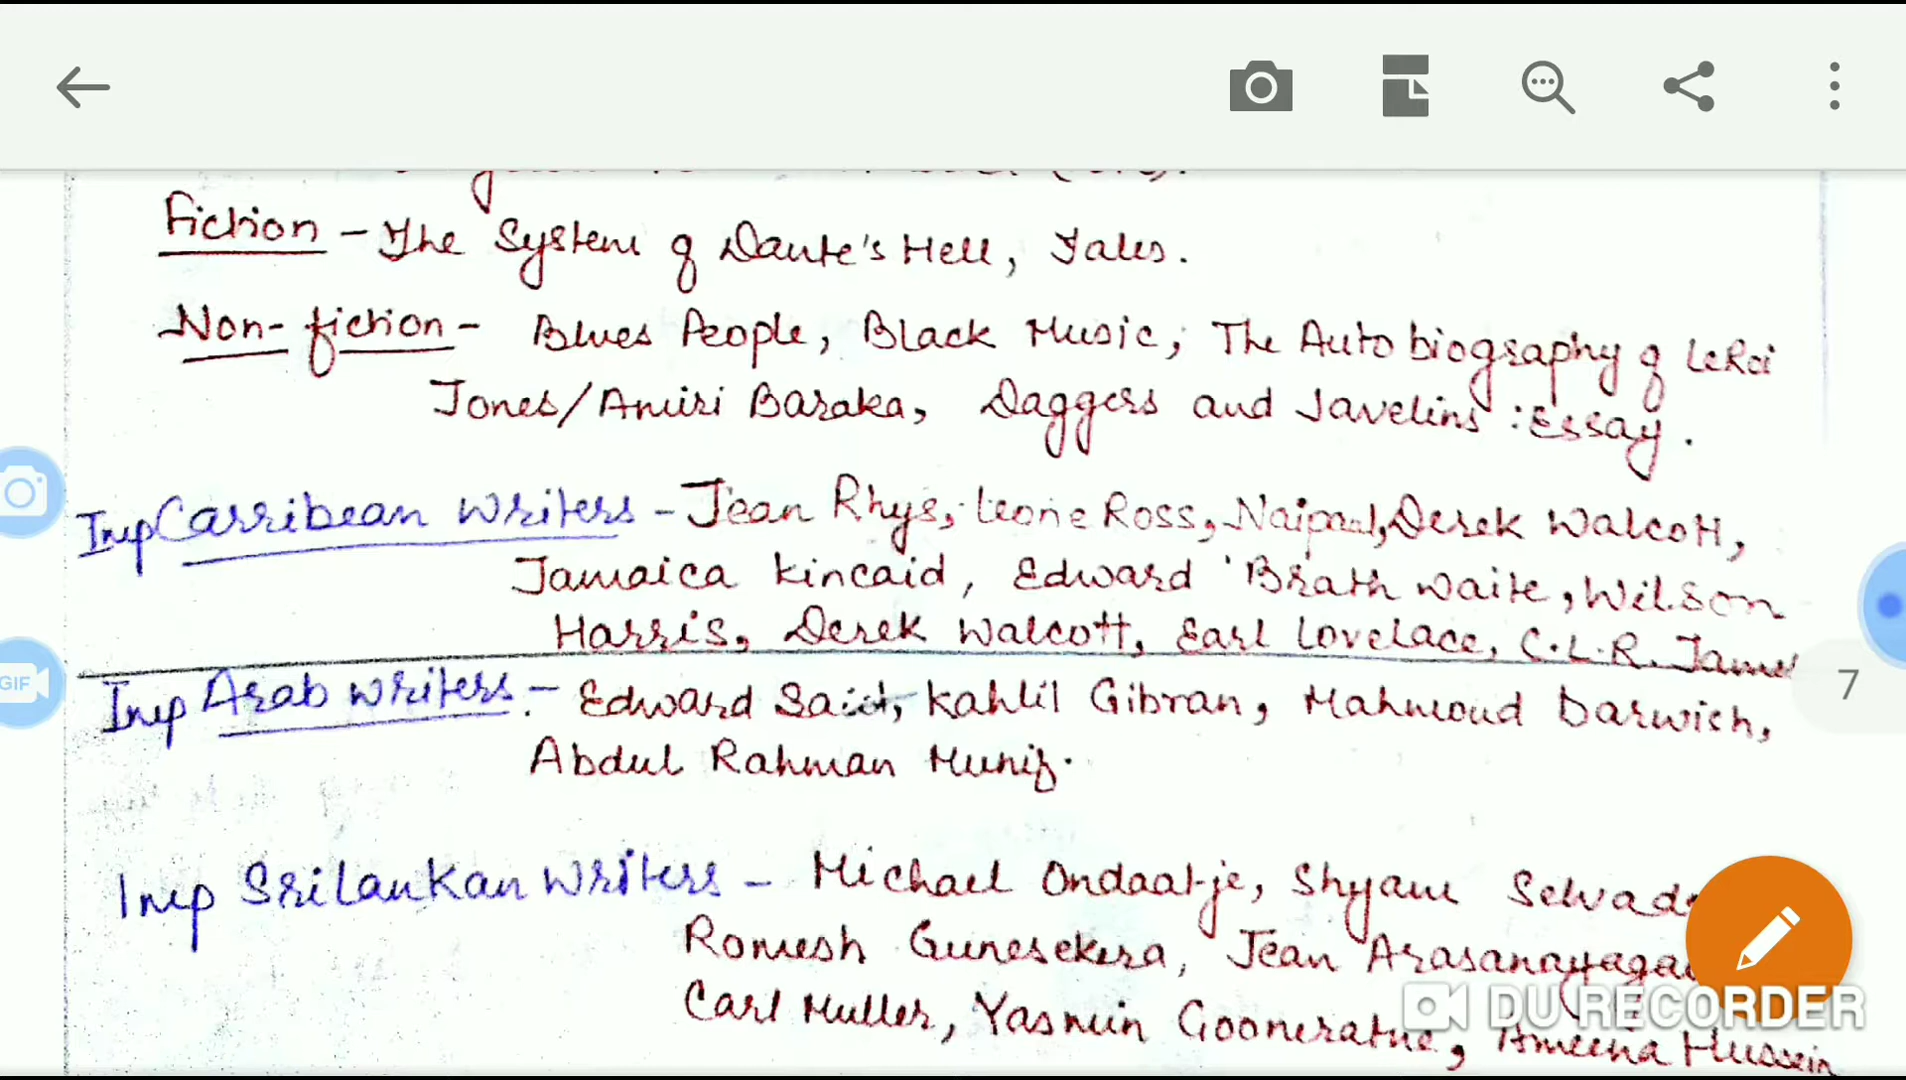 Fiction - The System of Dante's Hell, Tales.
Non-fiction - Blues People, Black Music, The Autobiography of LeRoi
Jones/Amiri Baraka, Daggers and Javelins : Essay.
Imp Carribean Writers - Jean Rhys, Leone Ross, Naipaul, Derek Walcott,
Jamaica Kincaid, Edward Brathwaite, Wilson
Harris, Derek Walcott, Earl Lovelace, C.L.R. James
Imp Arab Writers - Edward Said, Kahlil Gibran, Mahmoud Darwish,
7
Abdul Rahman Munif.
Imp SriLankan Writers - Michael Ondaatje, Shyam
Romesh Gunesekera, Jean
Carl Muller, Yasmin Gooneratne, Ameena Hussein
GIF
DU RECORDER